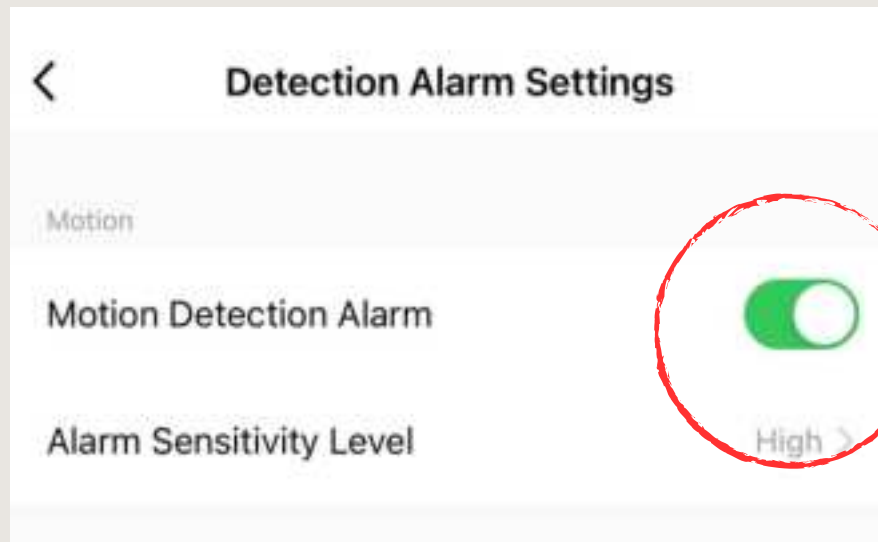 Detection Alarm Settings
Motion
Motion Detection Alarm
Alarm Sensitivity Level
High